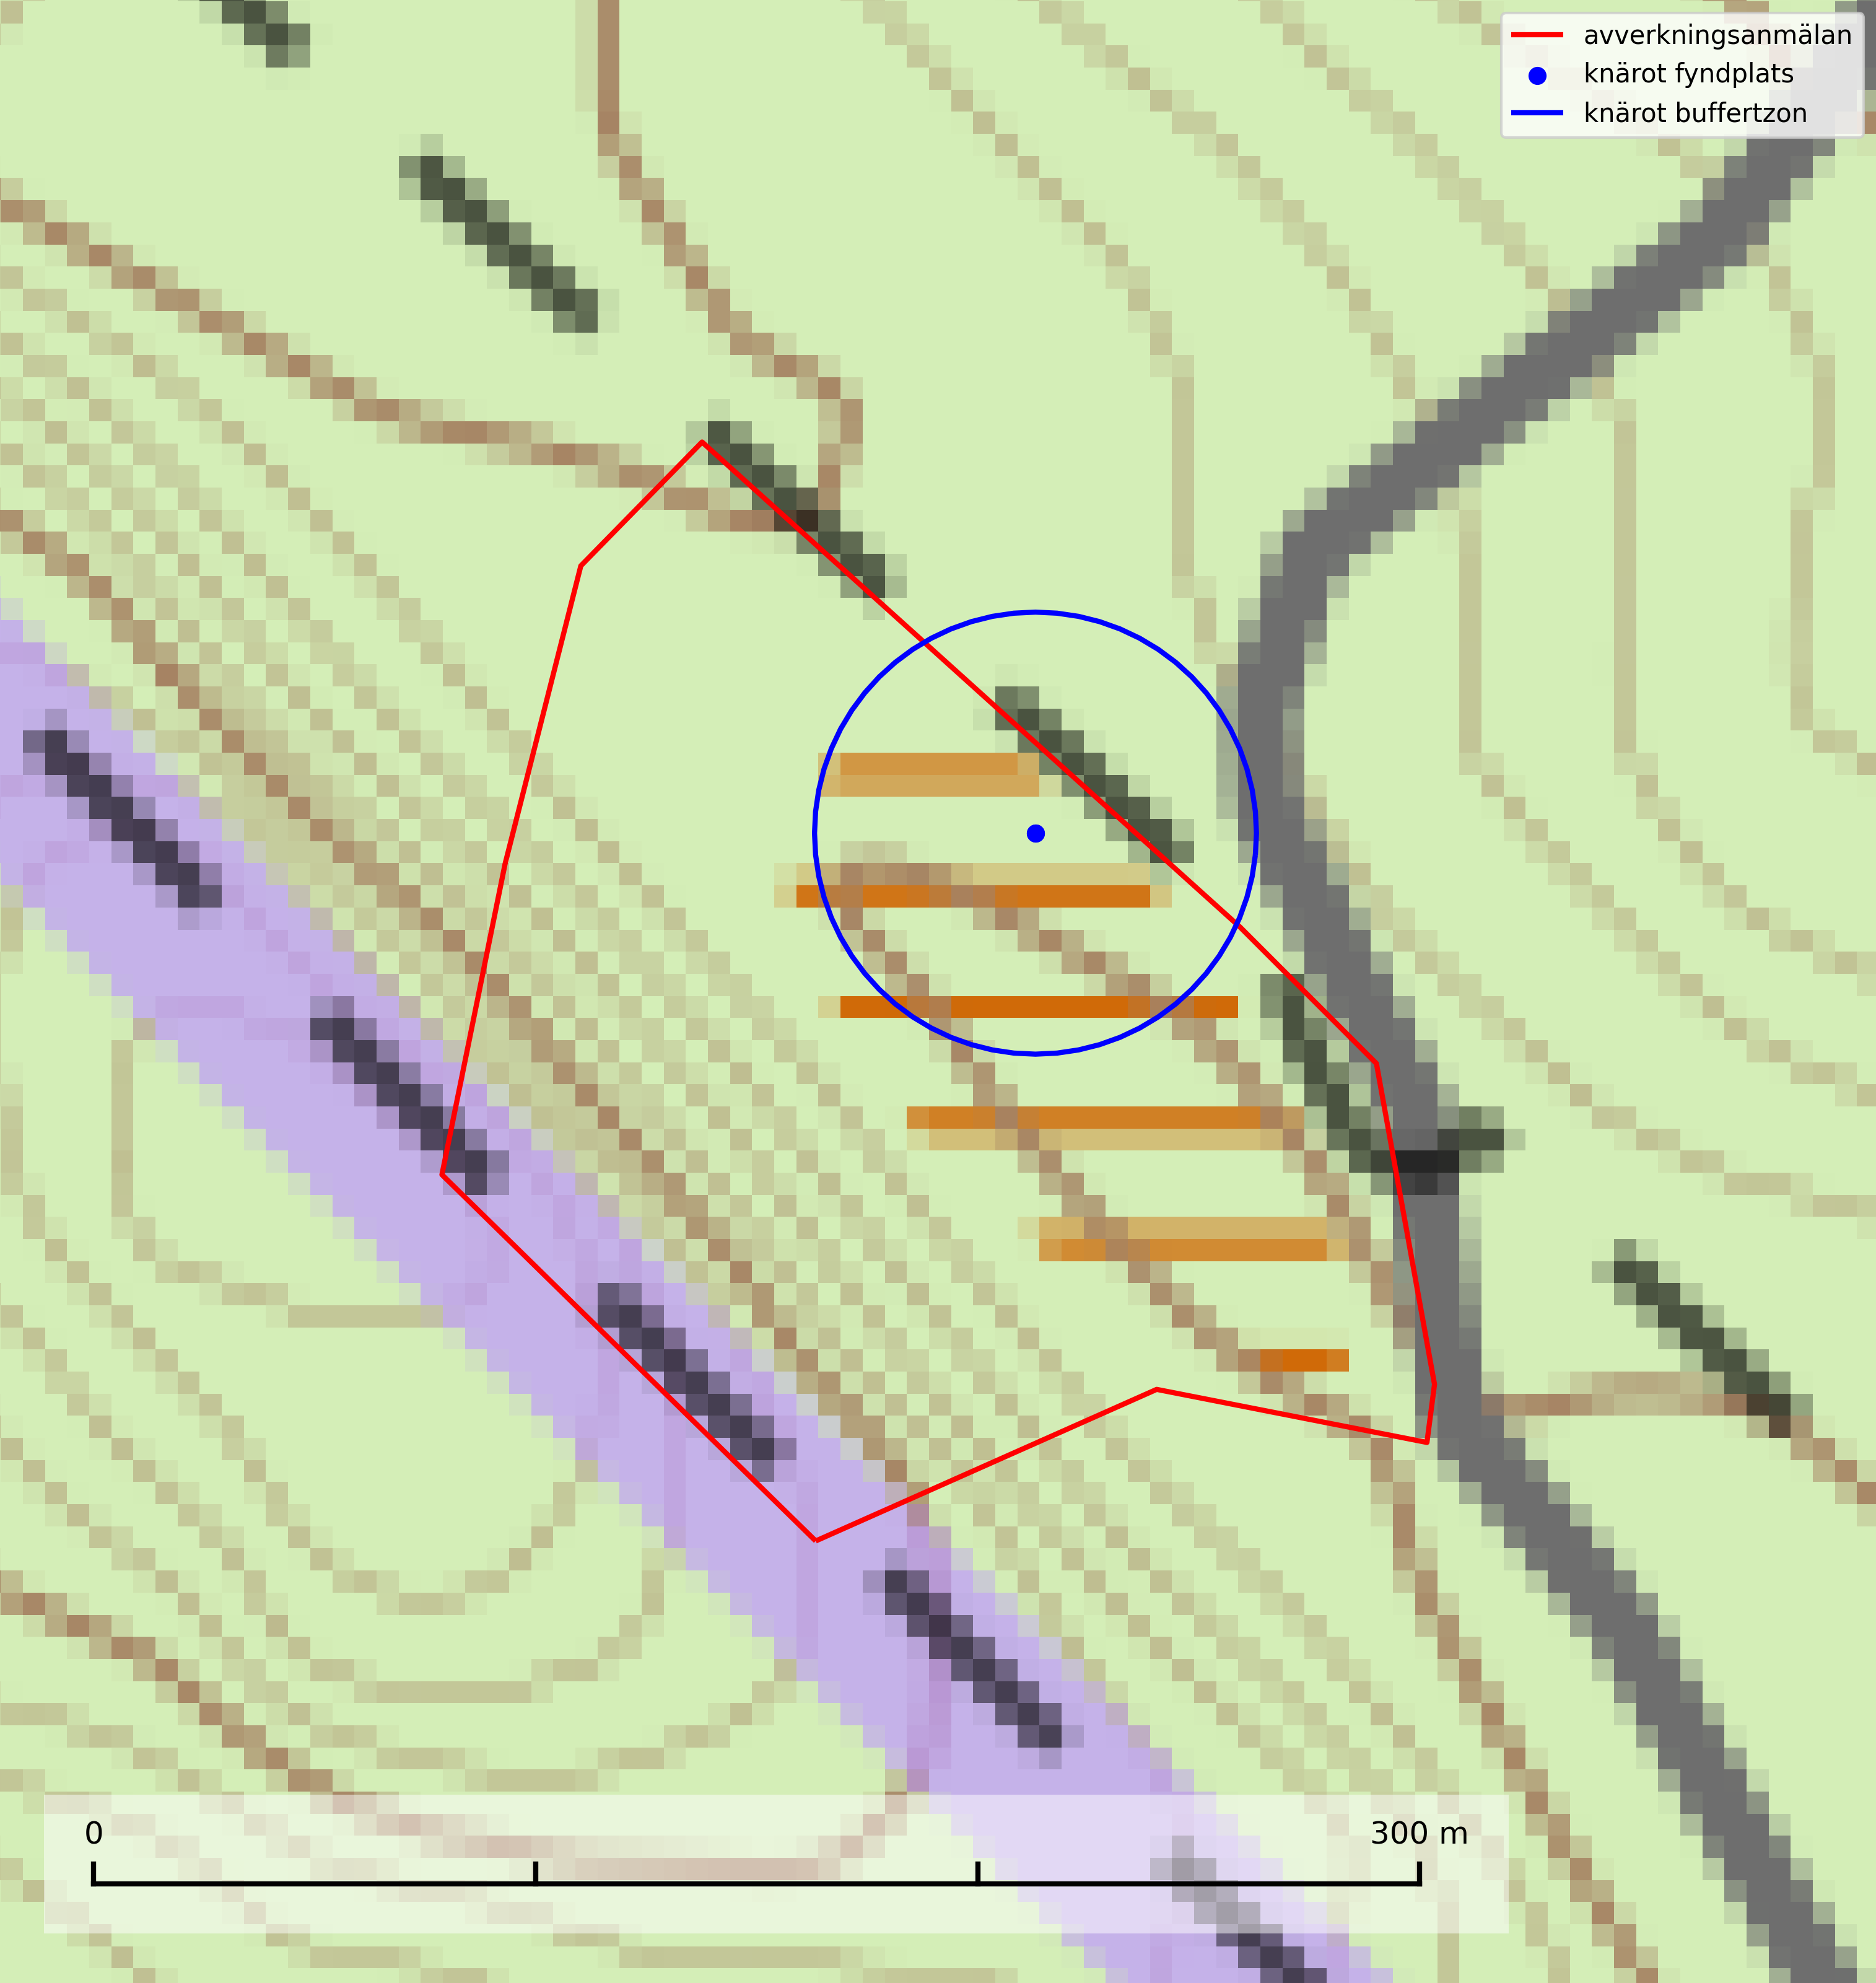 avverkningsanmälan
knärot fyndplats
knärot buffertzon
0
300 m